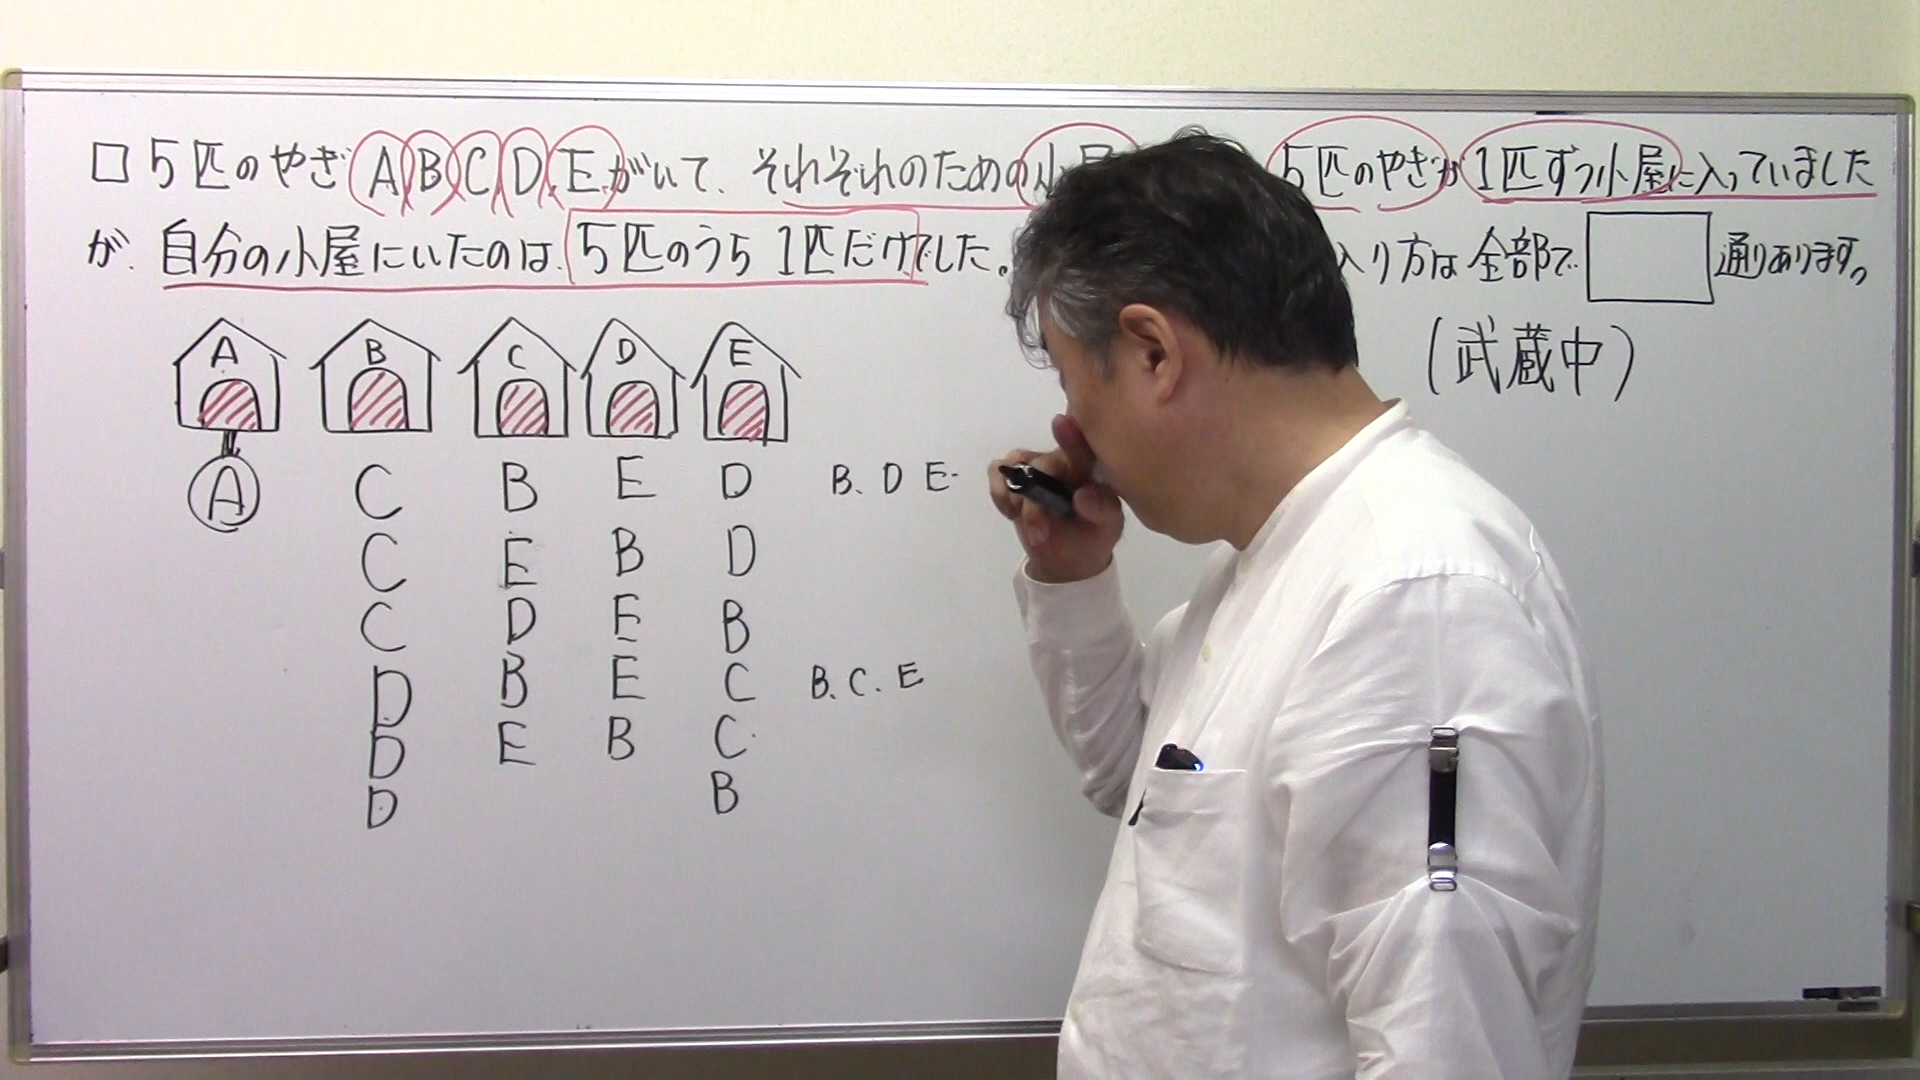 □ 5匹のやぎ A B C D E がいて、それぞれのための小屋 5匹のやぎが 1匹ずつ小屋に入っていました
が、自分の小屋にいたのは、5匹のうち 1匹だけでした。 入り方は全部で 通りあります。
(武蔵中)
A B C D E
A C B E D B. D E.
C E B D
C D E B
D B E C B. C. E
D E B C
D B